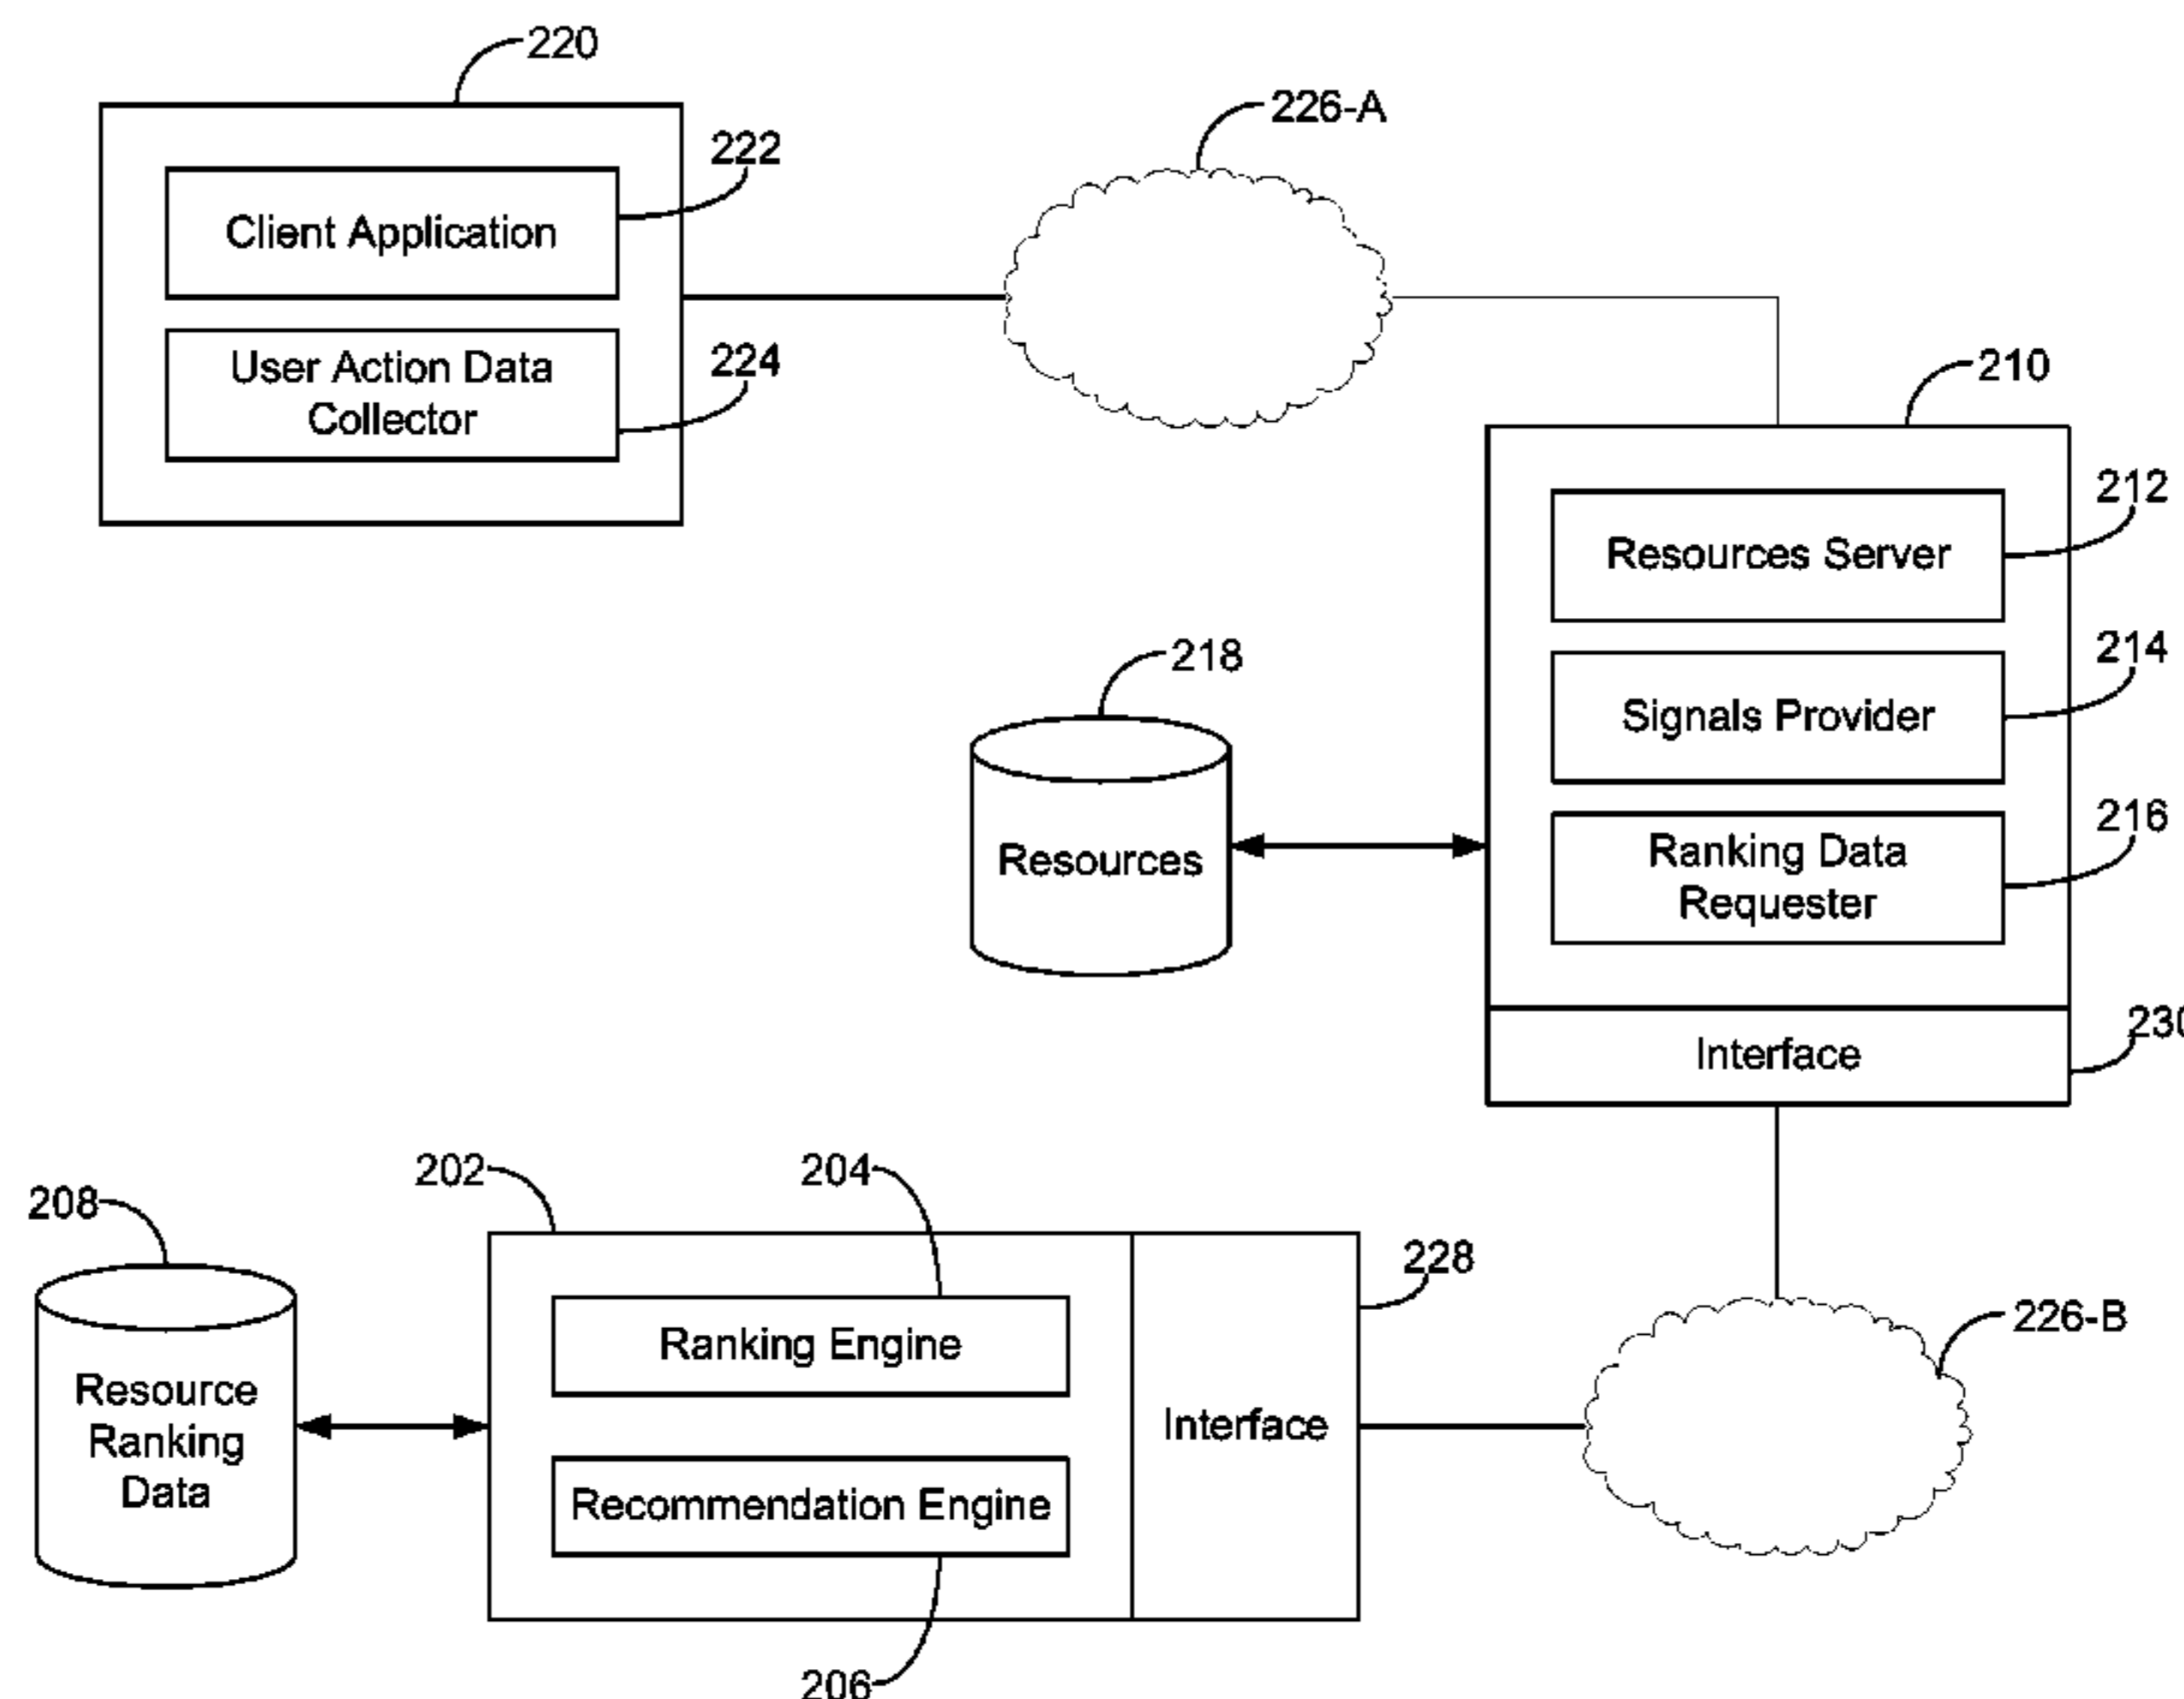 220
226-A
222
Client Application
224
User Action Data
Collector
210
212
Resources Server
214
Signals Provider
218
216
Ranking Data
Requester
Resources
230
Interface
202
204
208
228
226-B
Ranking Engine
Resource
Ranking
Data
Interface
Recommendation Engine
206